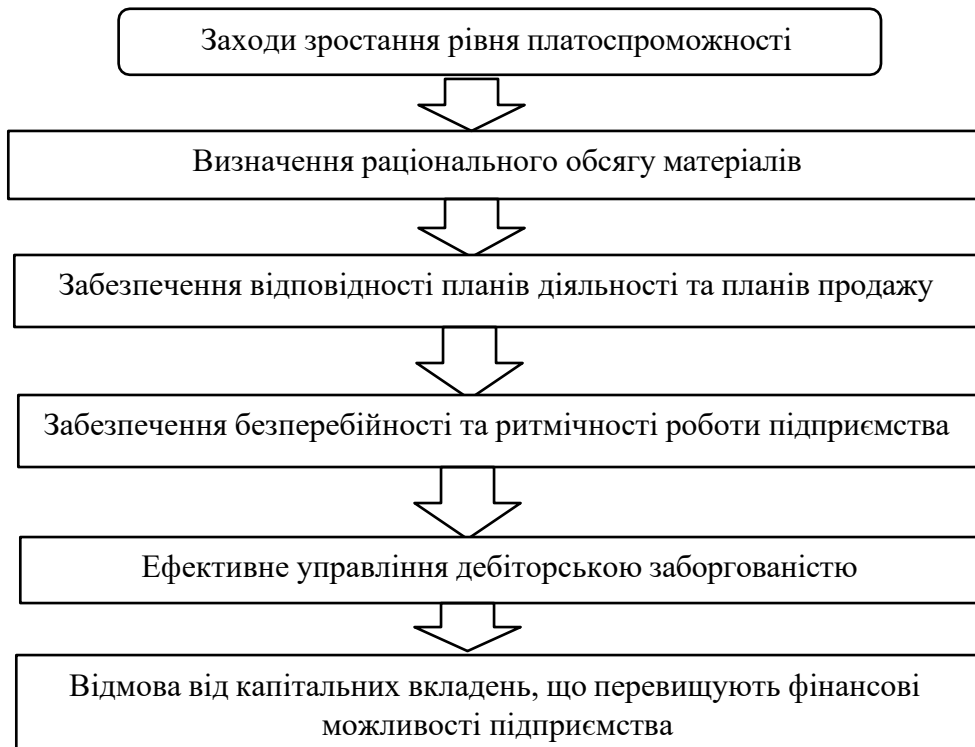 Заходи зростання рівня платоспроможності
Визначення раціонального обсягу матеріалів
Забезпечення відповідності планів діяльності та планів продажу
Забезпечення безперебійності та ритмічності роботи підприємства
Ефективне управління дебіторською заборгованістю
Відмова від капітальних вкладень, що перевищують фінансові
можливості підприємства